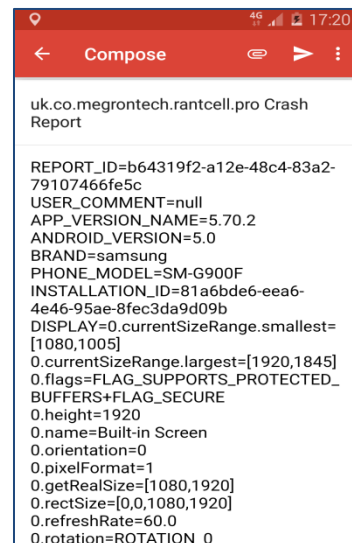 4G 17:20
Compose
uk.co.megrontech.rantcell.pro Crash
Report
REPORT_ID=b64319f2-a12e-48c4-83a2-
79107466fe5c
USER_COMMENT=null
APP_VERSION_NAME=5.70.2
ANDROID_VERSION=5.0
BRAND=samsung
PHONE_MODEL=SM-G900F
INSTALLATION_ID=81a6bde6-eea6-
4e46-95ae-8fec3da9d09b
DISPLAY=0.currentSizeRange.smallest=
[1080,1005]
0.currentSizeRange.largest=[1920,1845]
0.flags=FLAG_SUPPORTS_PROTECTED_
BUFFERS+FLAG_SECURE
0.height=1920
0.name=Built-in Screen
0.orientation=0
0.pixelFormat=1
0.getRealSize=[1080,1920]
0.rectSize=[0,0,1080,1920]
0.refreshRate=60.0
0.rotation=ROTATION_0